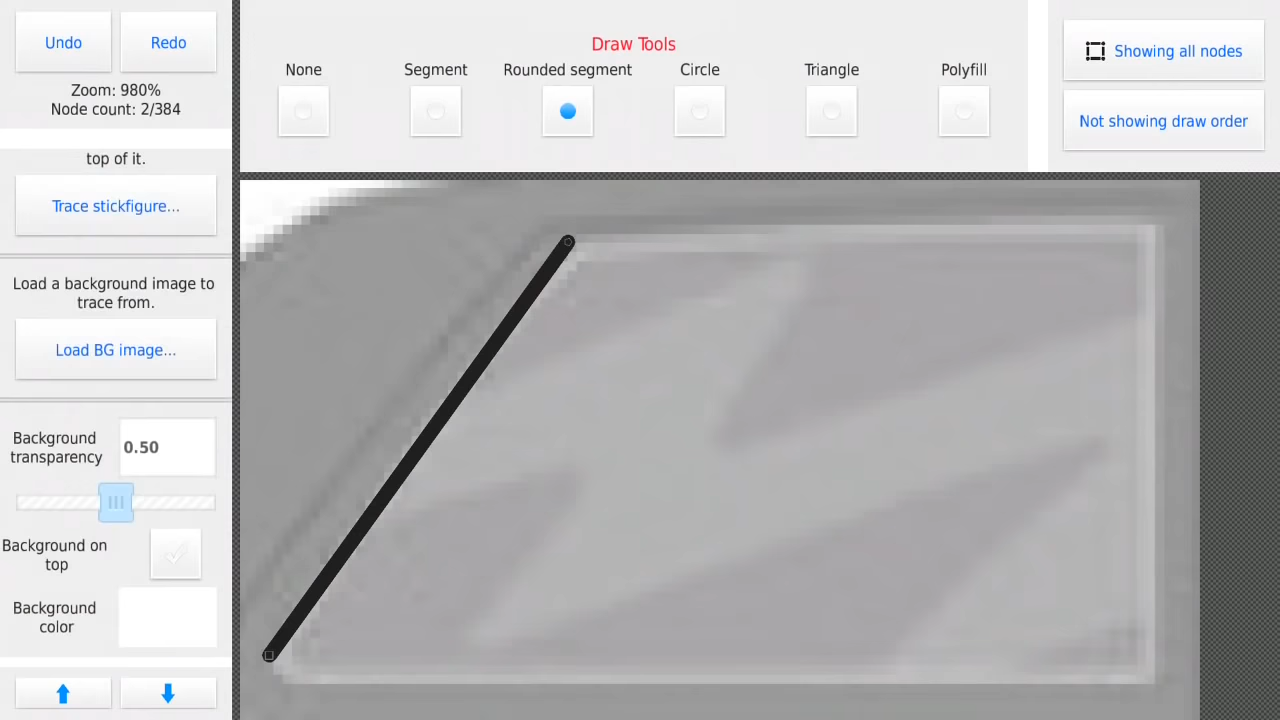 Undo
Redo
Zoom: 980%
Node count: 2/384
top of it.
Trace stickfigure...
Load a background image to
trace from.
Load BG image...
Background
transparency
0.50
Background on
top
Background
color
Draw Tools
None
Segment
Rounded segment
Circle
Triangle
Polyfill
Showing all nodes
Not showing draw order